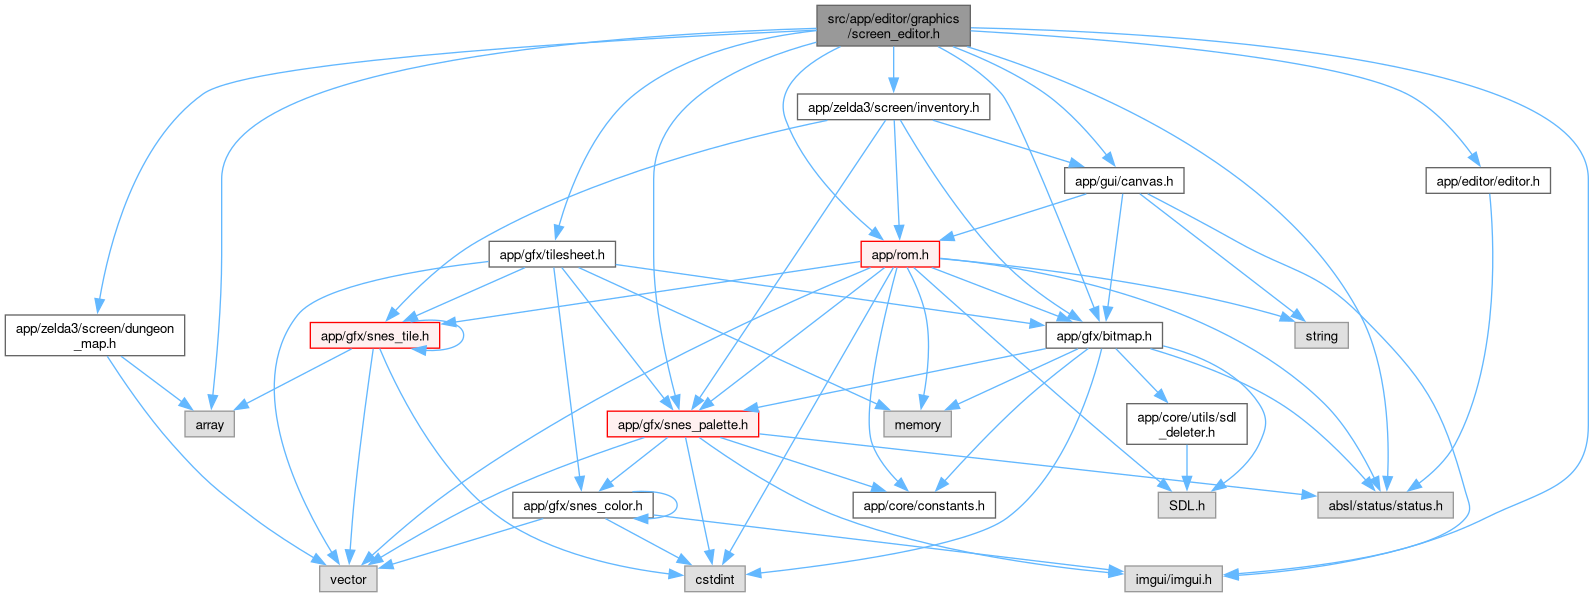 src/app/editor/graphics
/screen_editor.h
app/zelda3/screen/inventory.h
app/gui/canvas.h
app/editor/editor.h
app/gfx/tilesheet.h
app/rom.h
app/zelda3/screen/dungeon
_map.h
app/gfx/snes_tile.h
app/gfx/bitmap.h
string
array
app/gfx/snes_palette.h
memory
app/core/utils/sdl
_deleter.h
app/gfx/snes_color.h
app/core/constants.h
SDL.h
absl/status/status.h
vector
cstdint
imgui/imgui.h